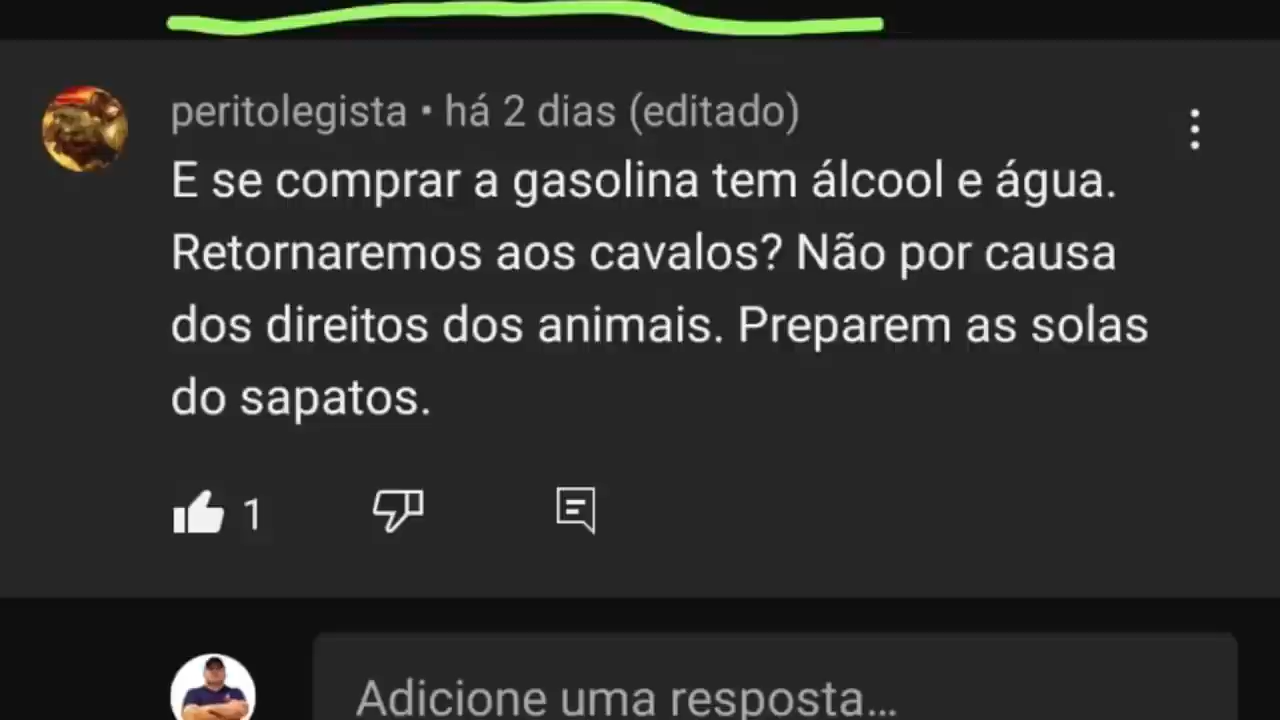 peritolegista • há 2 dias (editado)
E se comprar a gasolina tem álcool e água.
Retornaremos aos cavalos? Não por causa
dos direitos dos animais. Preparem as solas
do sapatos.
1
Adicione uma resposta...